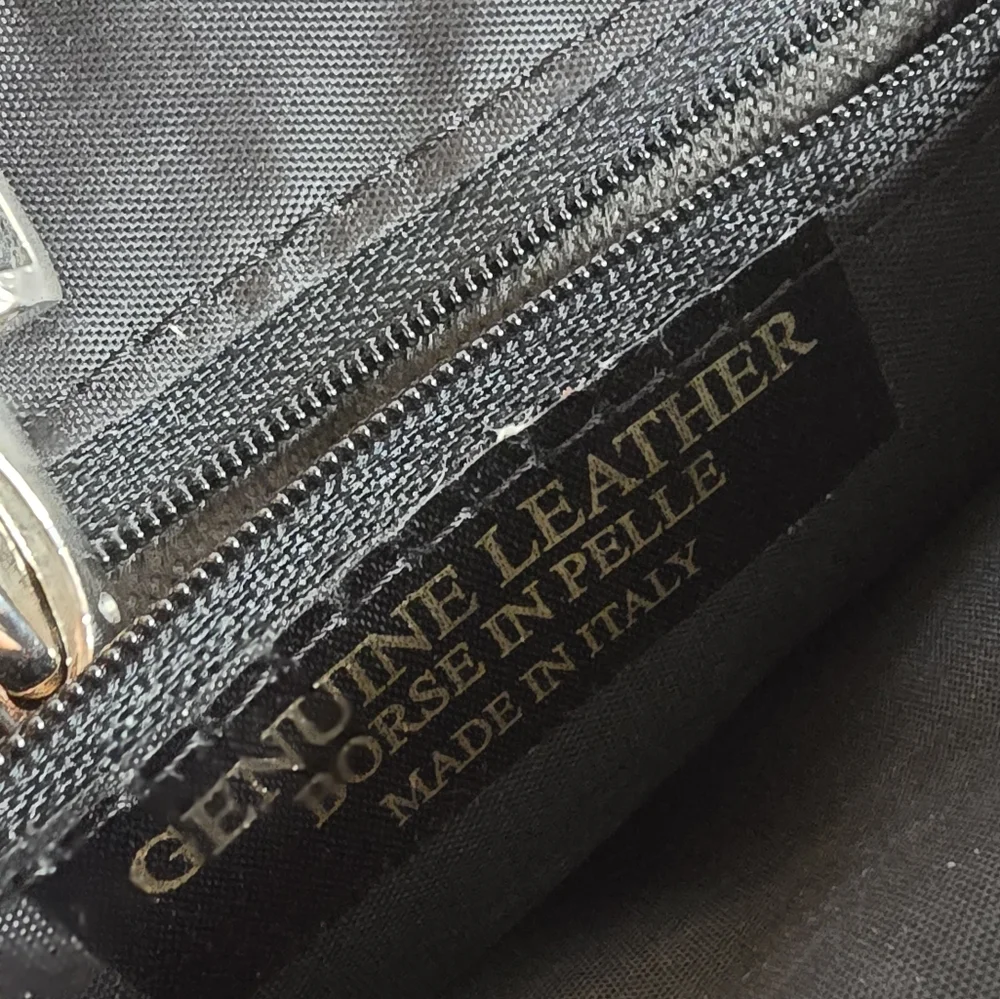 GENUINE LEATHER
BORSE IN PELLE
MADE IN ITALY